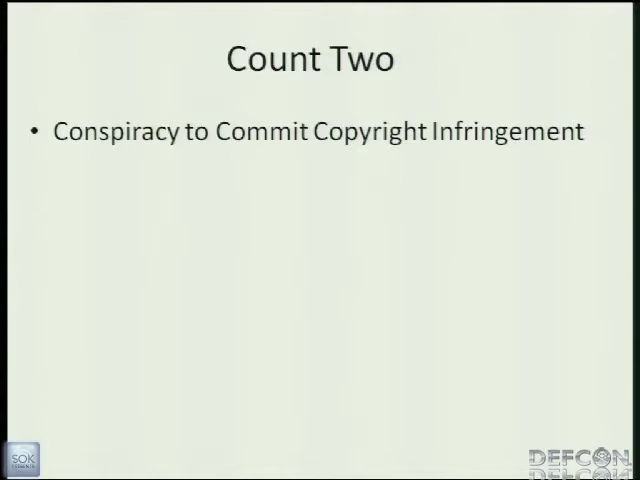 Count Two
• Conspiracy to Commit Copyright Infringement
SOK
DEFCON